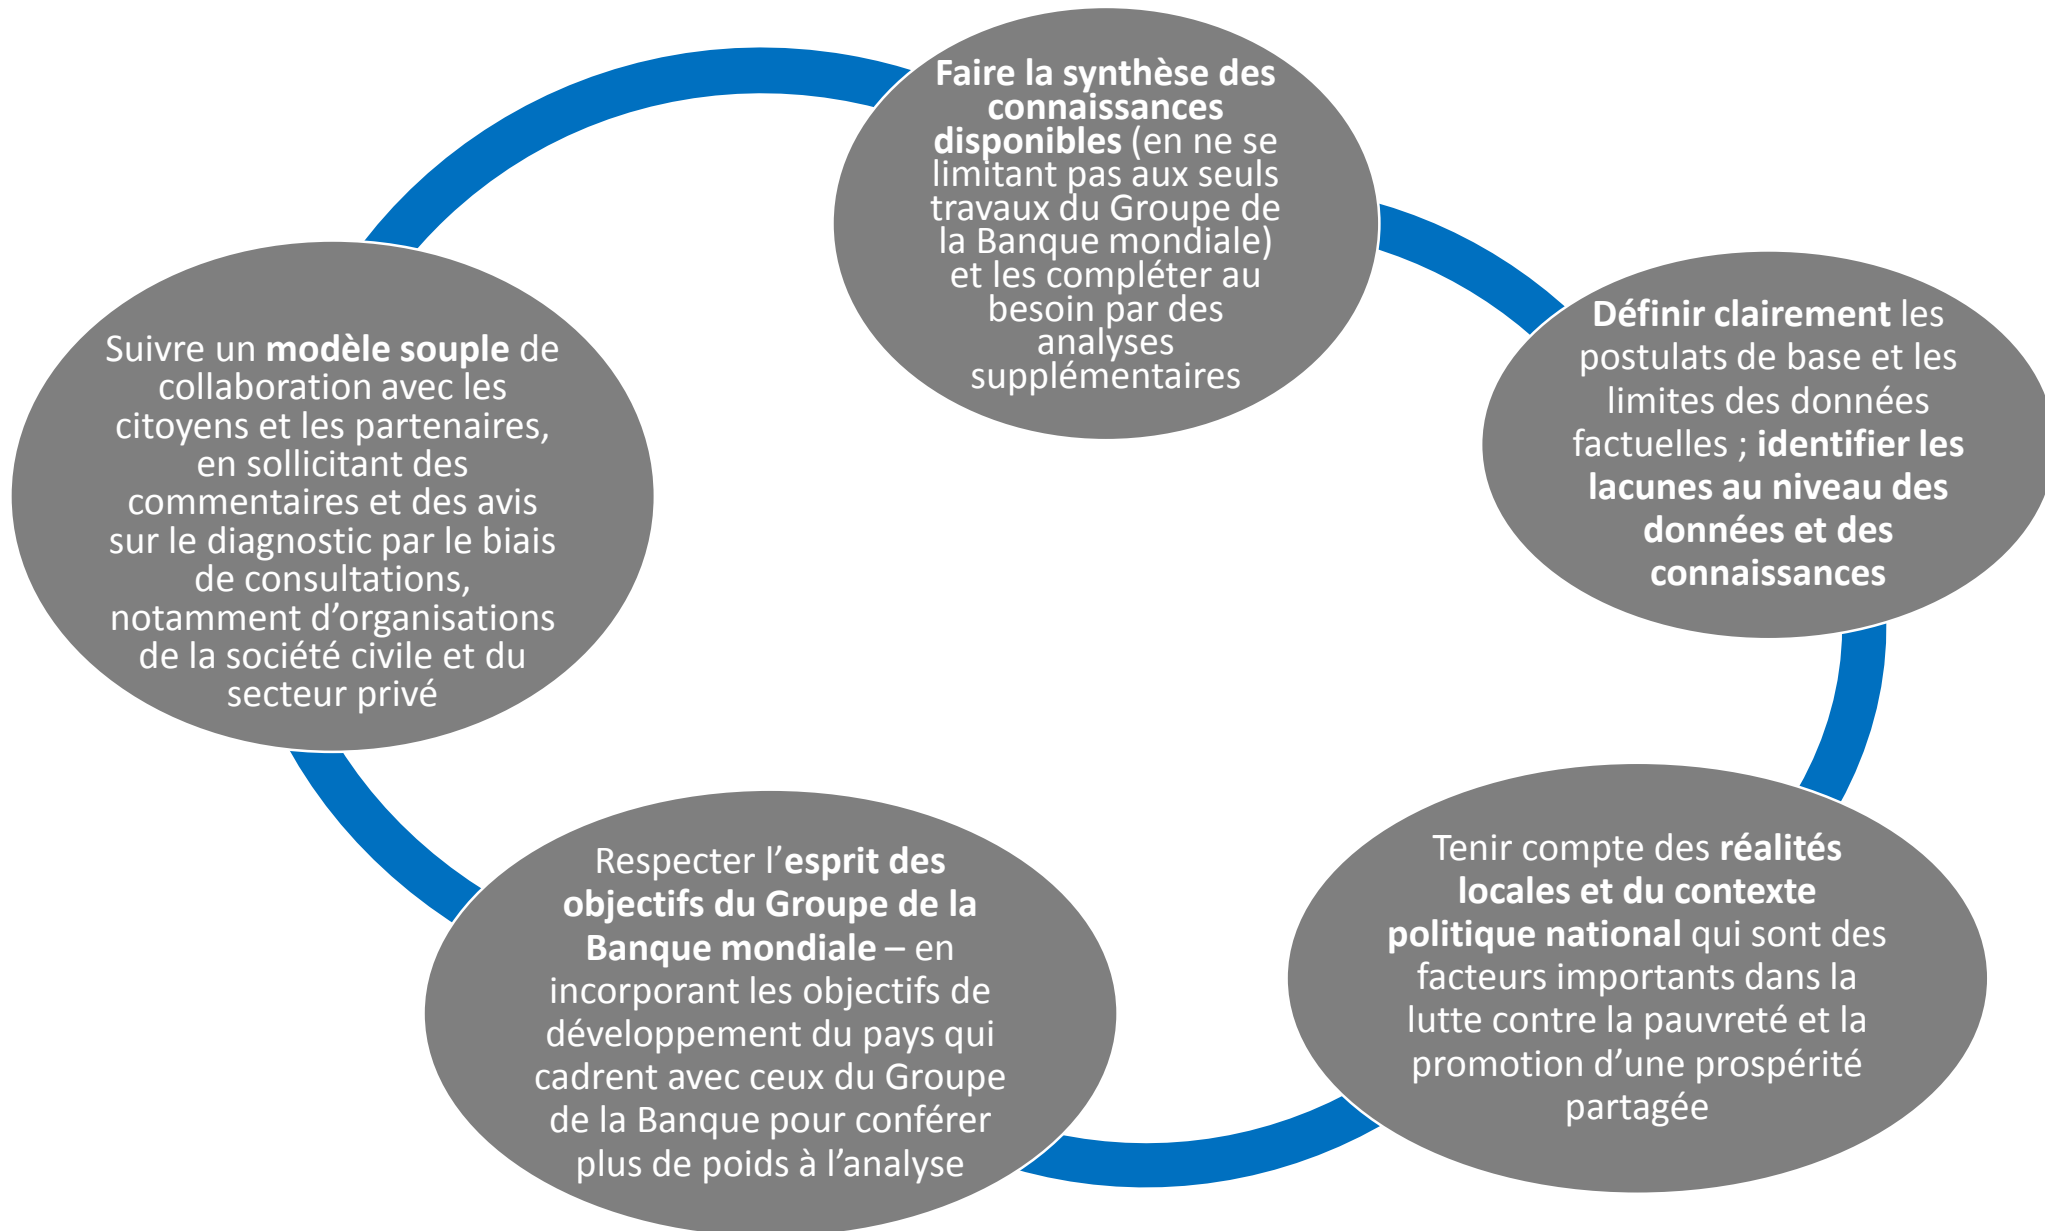 Faire la synthèse des
connaissances
disponibles (en ne se
limitant pas aux seuls
travaux du Groupe de
la Banque mondiale)
et les compléter au
besoin par des
analyses
supplémentaires
Définir clairement les
postulats de base et les
limites des données
factuelles ; identifier les
lacunes au niveau des
données et des
connaissances
Tenir compte des réalités
locales et du contexte
politique national qui sont des
facteurs importants dans la
lutte contre la pauvreté et la
promotion d’une prospérité
partagée
Respecter l’esprit des
objectifs du Groupe de la
Banque mondiale – en
incorporant les objectifs de
développement du pays qui
cadrent avec ceux du Groupe
de la Banque pour conférer
plus de poids à l’analyse
Suivre un modèle souple de
collaboration avec les
citoyens et les partenaires,
en sollicitant des
commentaires et des avis
sur le diagnostic par le biais
de consultations,
notamment d’organisations
de la société civile et du
secteur privé